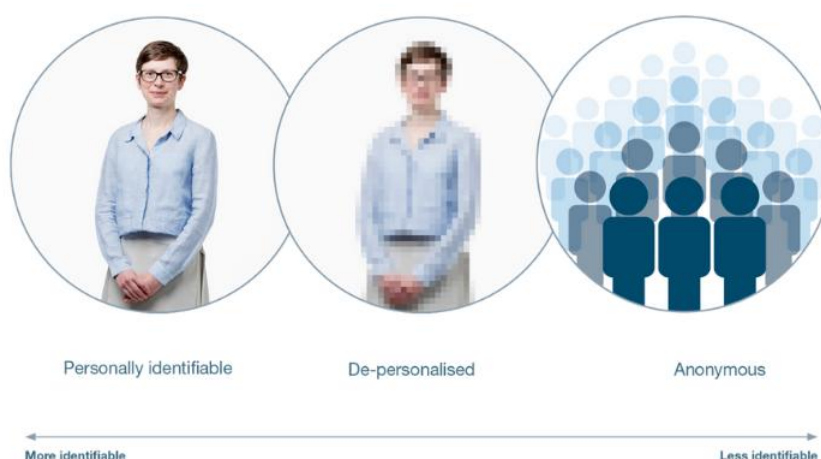 Personally identifiable
De-personalised
Anonymous
More identifiable
Less identifiable